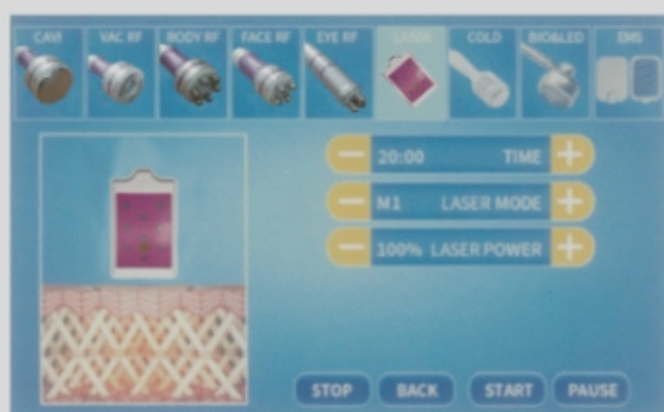 CAVI
VAC RF
BODY RF
FACE RF
EYE RF
LASER
COLD
BIO&LED
EMS
20:00 TIME
M1 LASER MODE
100% LASER POWER
STOP BACK START PAUSE